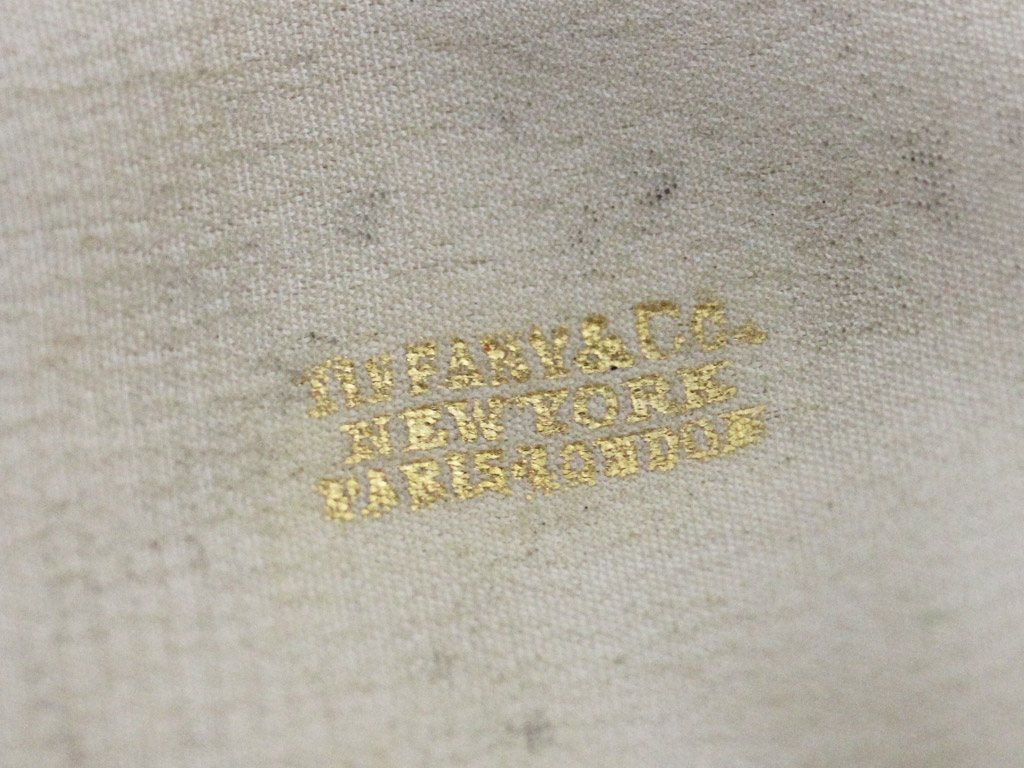 TIFFANY & Co.
NEW YORK
PARIS & LONDON